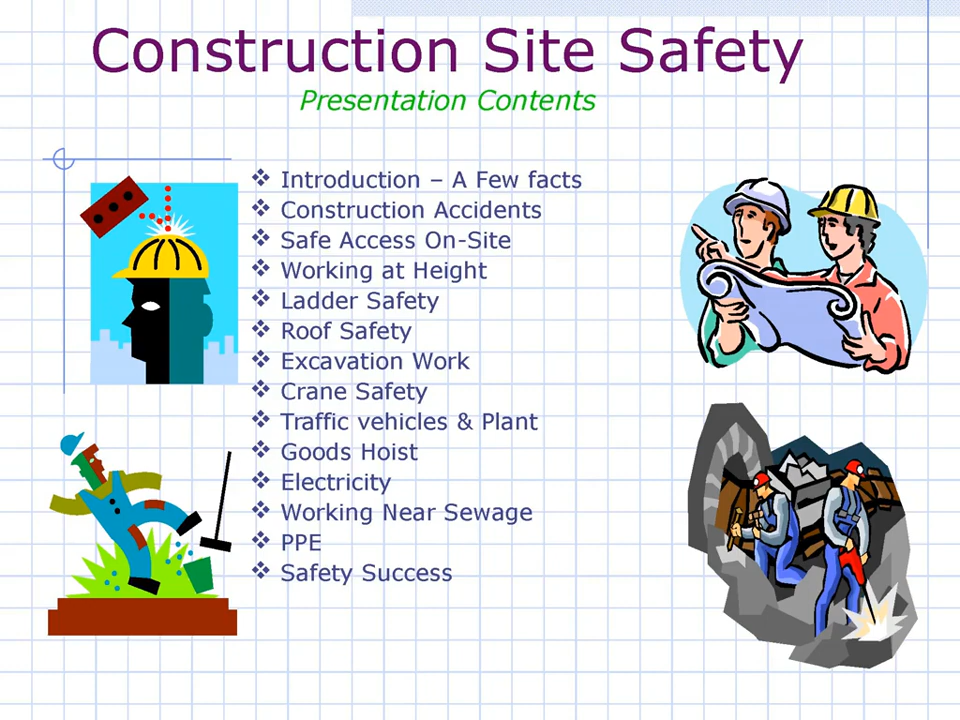 Construction Site Safety
Presentation Contents
❖ Introduction – A Few facts
❖ Construction Accidents
❖ Safe Access On-Site
❖ Working at Height
❖ Ladder Safety
❖ Roof Safety
❖ Excavation Work
❖ Crane Safety
❖ Traffic vehicles & Plant
❖ Goods Hoist
❖ Electricity
❖ Working Near Sewage
❖ PPE
❖ Safety Success